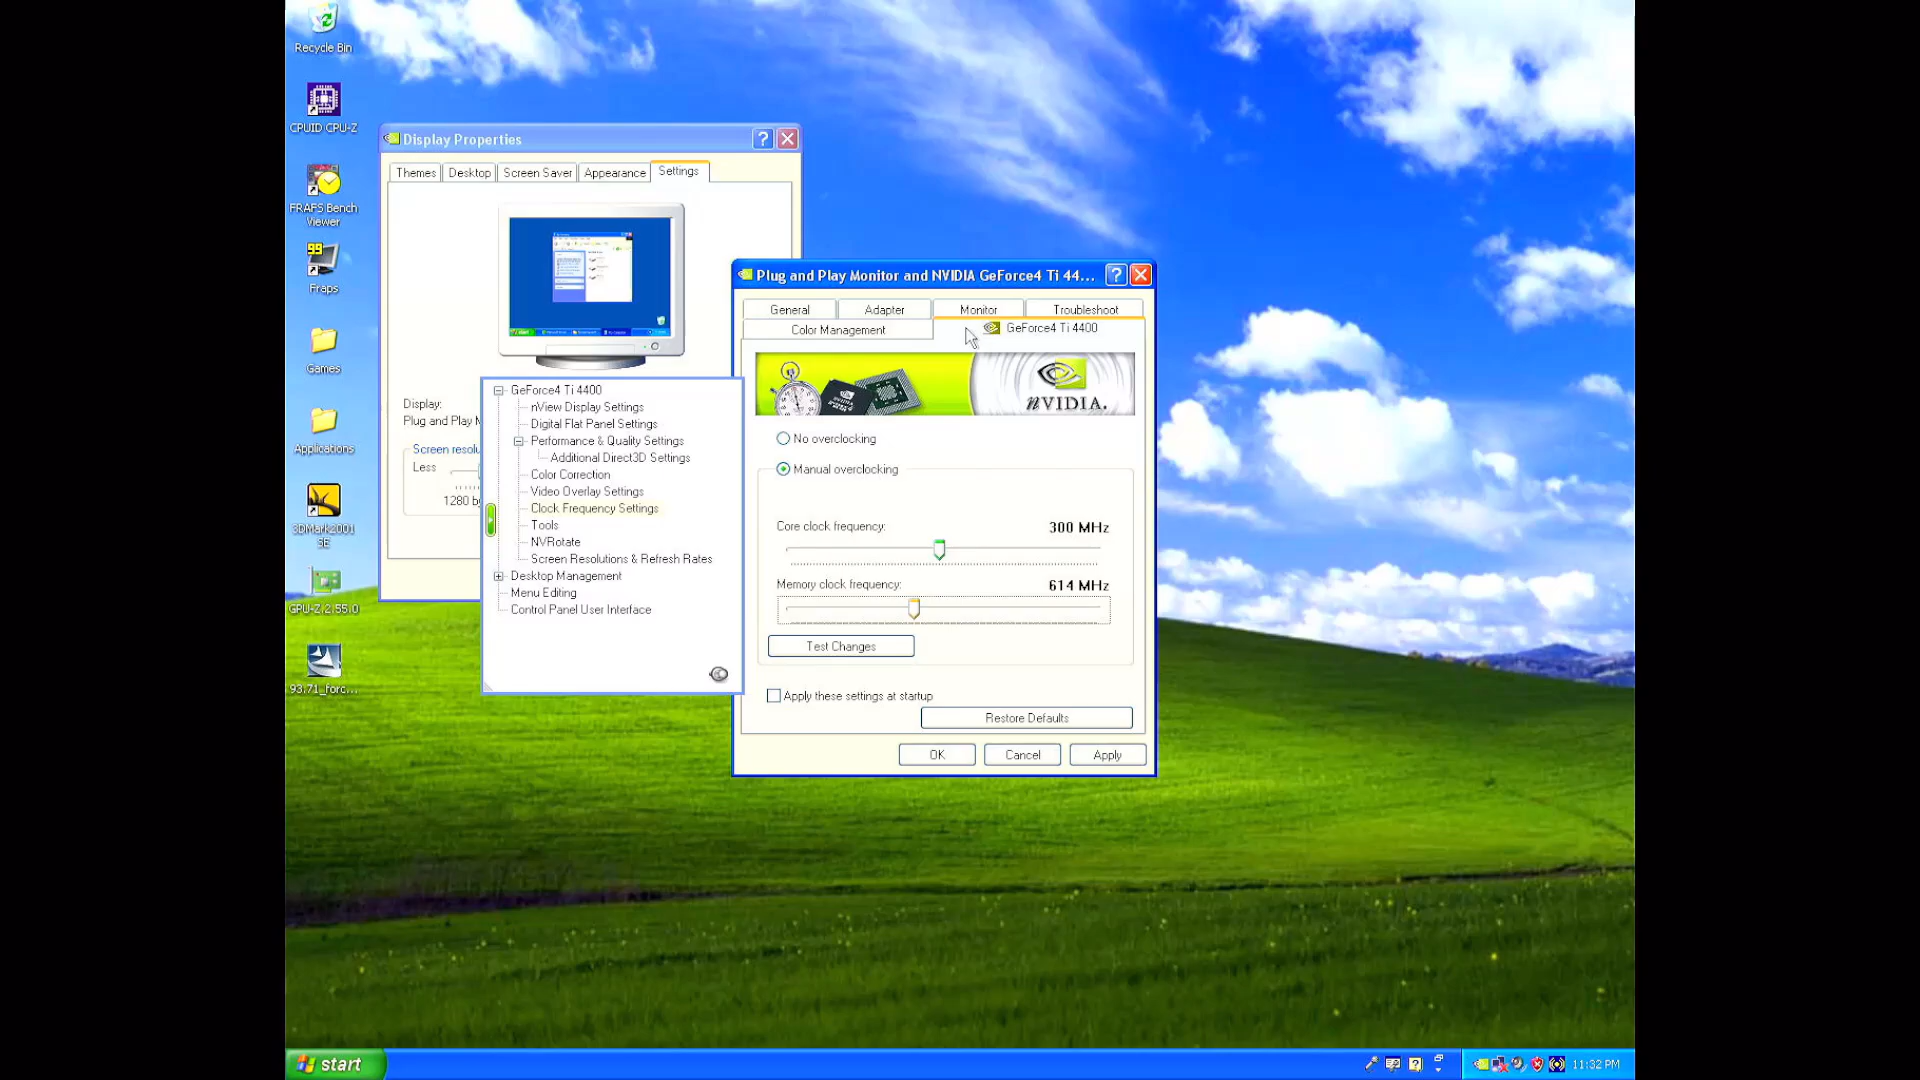 Recycle Bin
CPUID CPU-Z
FRAFS Bench
Viewer
99
Fraps
Games
Applications
3DMark2001
SE
GPU-Z.2.55.0
93.71_forc...
Display Properties
Themes
Desktop
Screen Saver
Appearance
Settings
Display:
Plug and Play M
Screen resolu
Less
1280 by
GeForce4 Ti 4400
nView Display Settings
Digital Flat Panel Settings
Performance & Quality Settings
Additional Direct3D Settings
Color Correction
Video Overlay Settings
Clock Frequency Settings
Tools
NVRotate
Screen Resolutions & Refresh Rates
Desktop Management
Menu Editing
Control Panel User Interface
Plug and Play Monitor and NVIDIA GeForce4 Ti 44...
General
Adapter
Monitor
Troubleshoot
Color Management
GeForce4 Ti 4400
nVIDIA.
No overclocking
Manual overclocking
Core clock frequency:
300 MHz
Memory clock frequency:
614 MHz
Test Changes
Apply these settings at startup
Restore Defaults
OK
Cancel
Apply
start
11:32 PM